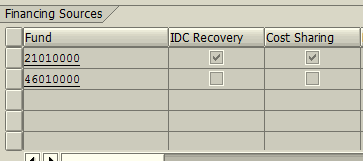 Financing Sources
Fund IDC Recovery Cost Sharing
21010000
46010000